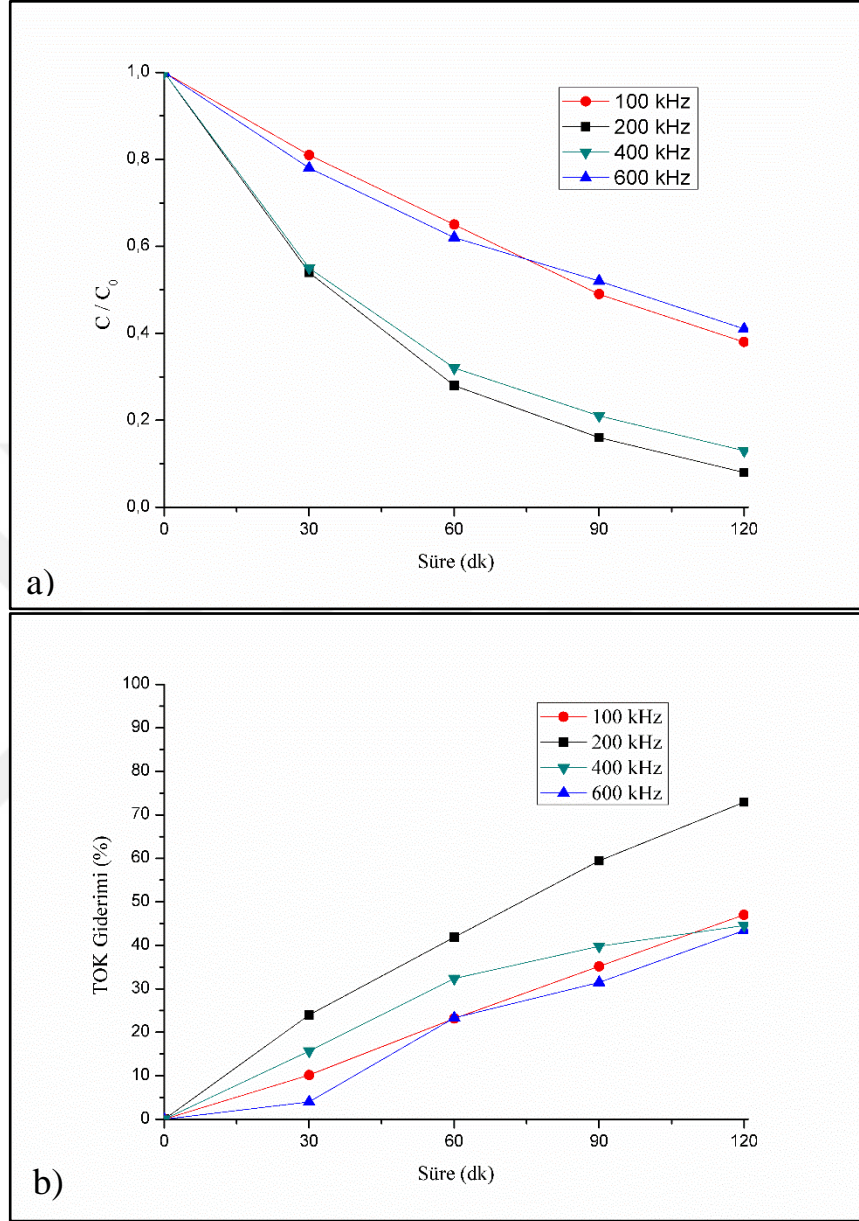 1,0
0,8
0,6
0,4
0,2
0,0
C / C0
100 kHz
200 kHz
400 kHz
600 kHz
0 30 60 90 120
Süre (dk)
a)
100
90
80
70
60
50
40
30
20
10
0
TOK Giderimi (%)
100 kHz
200 kHz
400 kHz
600 kHz
0 30 60 90 120
Süre (dk)
b)